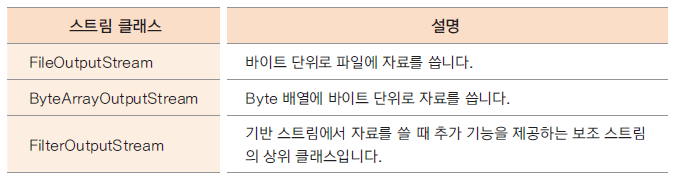 스트림 클래스 설명
FileOutputStream 바이트 단위로 파일에 자료를 씁니다.
ByteArrayOutputStream Byte 배열에 바이트 단위로 자료를 씁니다.
FilterOutputStream 기반 스트림에서 자료를 쓸 때 추가 기능을 제공하는 보조 스트림
의 상위 클래스입니다.